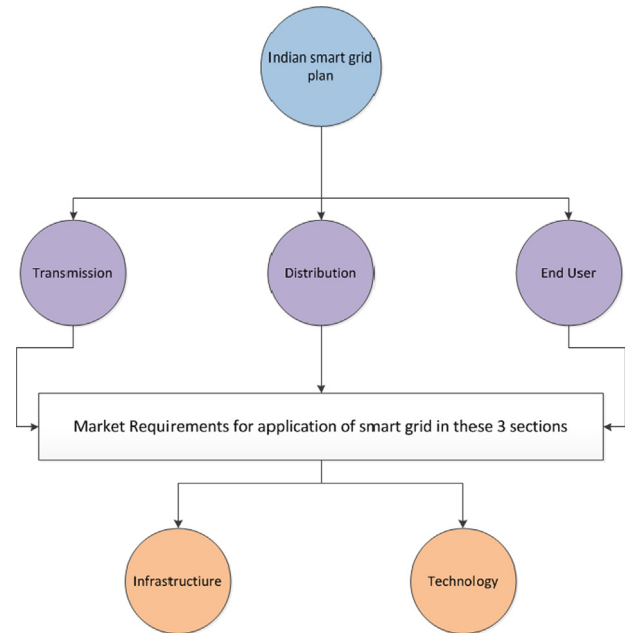 Indian smart grid
plan
Transmission
Distribution
End User
Market Requirements for application of smart grid in these 3 sections
Infrastructiure
Technology